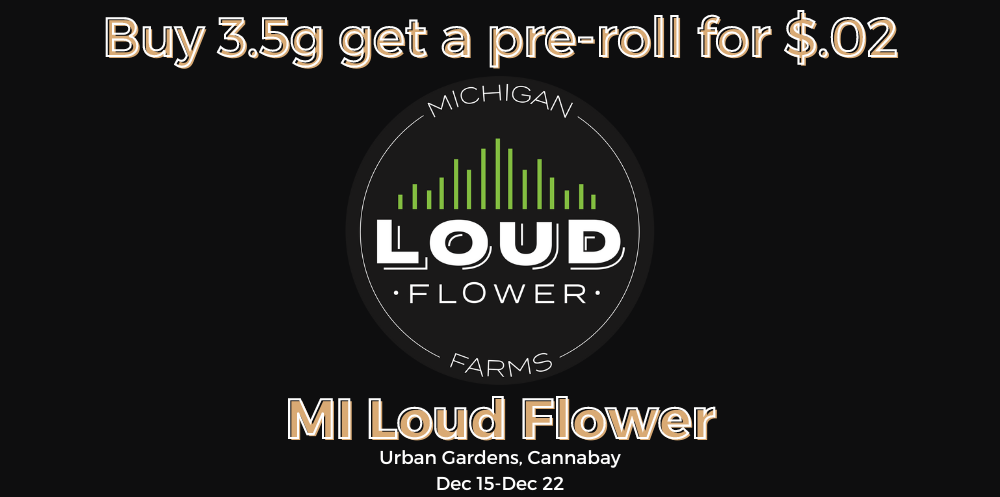 Buy 3.5g get a pre-roll for $.02
MICHIGAN
LOUD
·FLOWER·
FARMS
MI Loud Flower
Urban Gardens, Cannabay
Dec 15-Dec 22